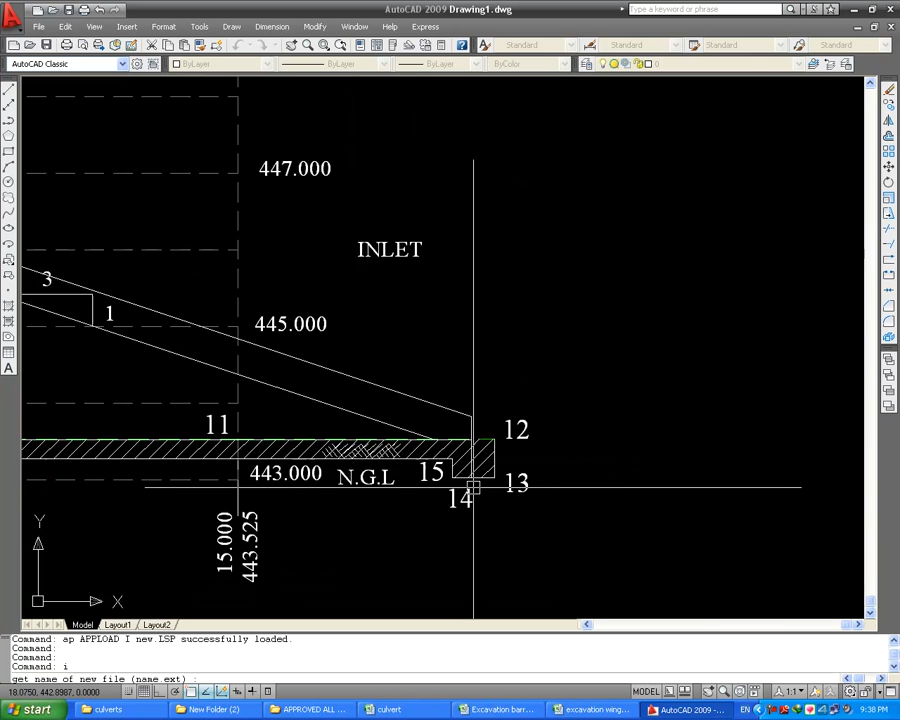 AutoCAD 2009 Drawing1.dwg
Type a keyword or phrase
File Edit View Insert Format Tools Draw Dimension Modify Window Help Express
Standard Standard Standard Standard
AutoCAD Classic ByLayer ByLayer ByLayer ByColor 0
447.000
INLET
3
1
445.000
11
12
443.000 N.G.L 15
13
14
15.000
443.525
Y
X
Model Layout1 Layout2
Command: ap APPLOAD I new.LSP successfully loaded.
Command:
Command:
Command: i
get name of new file (name.ext) :
18.0750, 442.8987, 0.0000 MODEL 1:1
start culverts New Folder (2) APPROVED ALL ... culvert Excavation barr... excavation wing... AutoCAD 2009 -... EN 9:38 PM